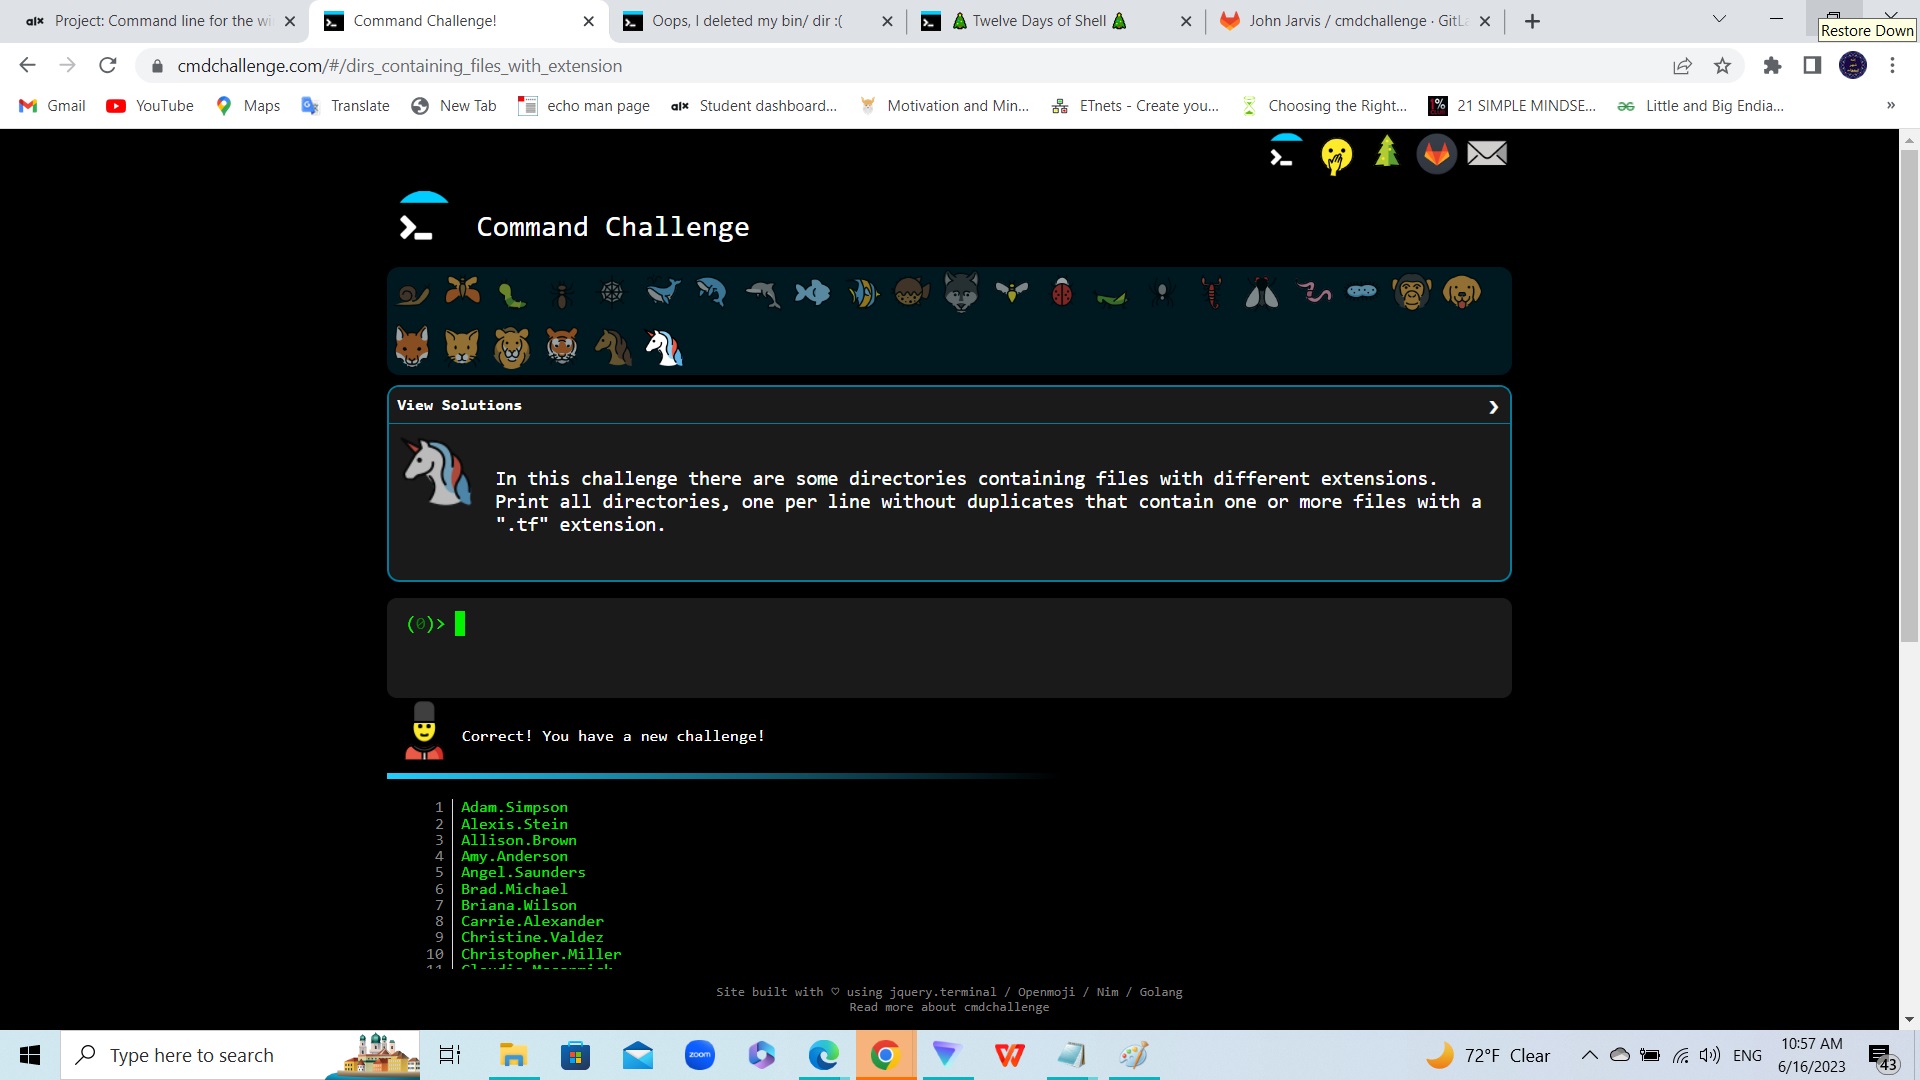 alx Project: Command line for the wi
Command Challenge!
Oops, I deleted my bin/ dir :(
🎄 Twelve Days of Shell 🎄
John Jarvis / cmdchallenge · GitL
Restore Down
cmdchallenge.com/#/dirs_containing_files_with_extension
Gmail
YouTube
Maps
Translate
New Tab
echo man page
alx Student dashboard...
Motivation and Min...
ETnets - Create you...
Choosing the Right...
1% 21 SIMPLE MINDSE...
Little and Big Endia...
»
Command Challenge
View Solutions
In this challenge there are some directories containing files with different extensions.
Print all directories, one per line without duplicates that contain one or more files with a
".tf" extension.
(0)>
Correct! You have a new challenge!
1 Adam.Simpson
2 Alexis.Stein
3 Allison.Brown
4 Amy.Anderson
5 Angel.Saunders
6 Brad.Michael
7 Briana.Wilson
8 Carrie.Alexander
9 Christine.Valdez
10 Christopher.Miller
11
Site built with ♡ using jquery.terminal / Openmoji / Nim / Golang
Read more about cmdchallenge
Type here to search
zoom
72°F Clear
ENG
10:57 AM
6/16/2023
43